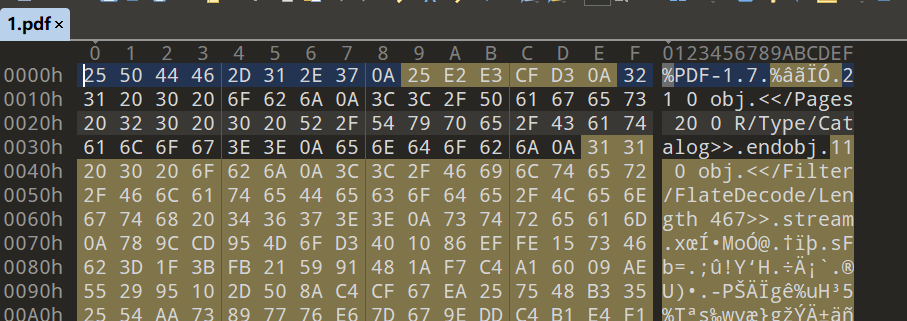 1.pdf ×
0 1 2 3 4 5 6 7 8 9 A B C D E F 0123456789ABCDEF
0000h 25 50 44 46 2D 31 2E 37 0A 25 E2 E3 CF D3 0A 32 %PDF-1.7.%âãÏÓ.2
0010h 31 20 30 20 6F 62 6A 0A 3C 3C 2F 50 61 67 65 73 1 0 obj.<</Pages
0020h 20 32 30 20 30 20 52 2F 54 79 70 65 2F 43 61 74 20 0 R/Type/Cat
0030h 61 6C 6F 67 3E 3E 0A 65 6E 64 6F 62 6A 0A 31 31 alog>>.endobj.11
0040h 20 30 20 6F 62 6A 0A 3C 3C 2F 46 69 6C 74 65 72 0 obj.<</Filter
0050h 2F 46 6C 61 74 65 44 65 63 6F 64 65 2F 4C 65 6E /FlateDecode/Len
0060h 67 74 68 20 34 36 37 3E 3E 0A 73 74 72 65 61 6D gth 467>>.stream
0070h 0A 78 9C CD 95 4D 6F D3 40 10 86 EF FE 15 73 46 .xœÍ•MoÓ@.†ïþ.sF
0080h 62 3D 1F 3B FB 21 59 91 48 1A F7 C4 A1 60 09 AE b=.;û!Y‘H.÷Ä¡`.®
0090h 55 29 95 10 2D 50 8A C4 CF 67 EA 25 75 48 B3 35 U)•.-PŠÄÏgê%uH³5
00A0h 25 54 AA 73 89 77 76 E6 7D 67 9E DD C4 B1 E4 F1 %Tªs‰wvæ}gžÝÄ±äñ